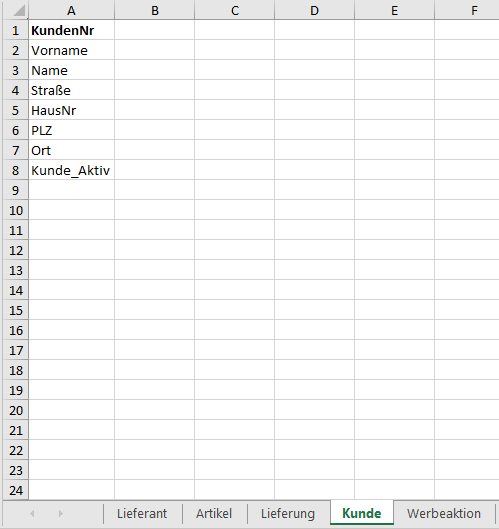 A B C D E F
1 KundenNr
2 Vorname
3 Name
4 Straße
5 HausNr
6 PLZ
7 Ort
8 Kunde_Aktiv
9
10
11
12
13
14
15
16
17
18
19
20
21
22
23
24
Lieferant Artikel Lieferung Kunde Werbeaktion